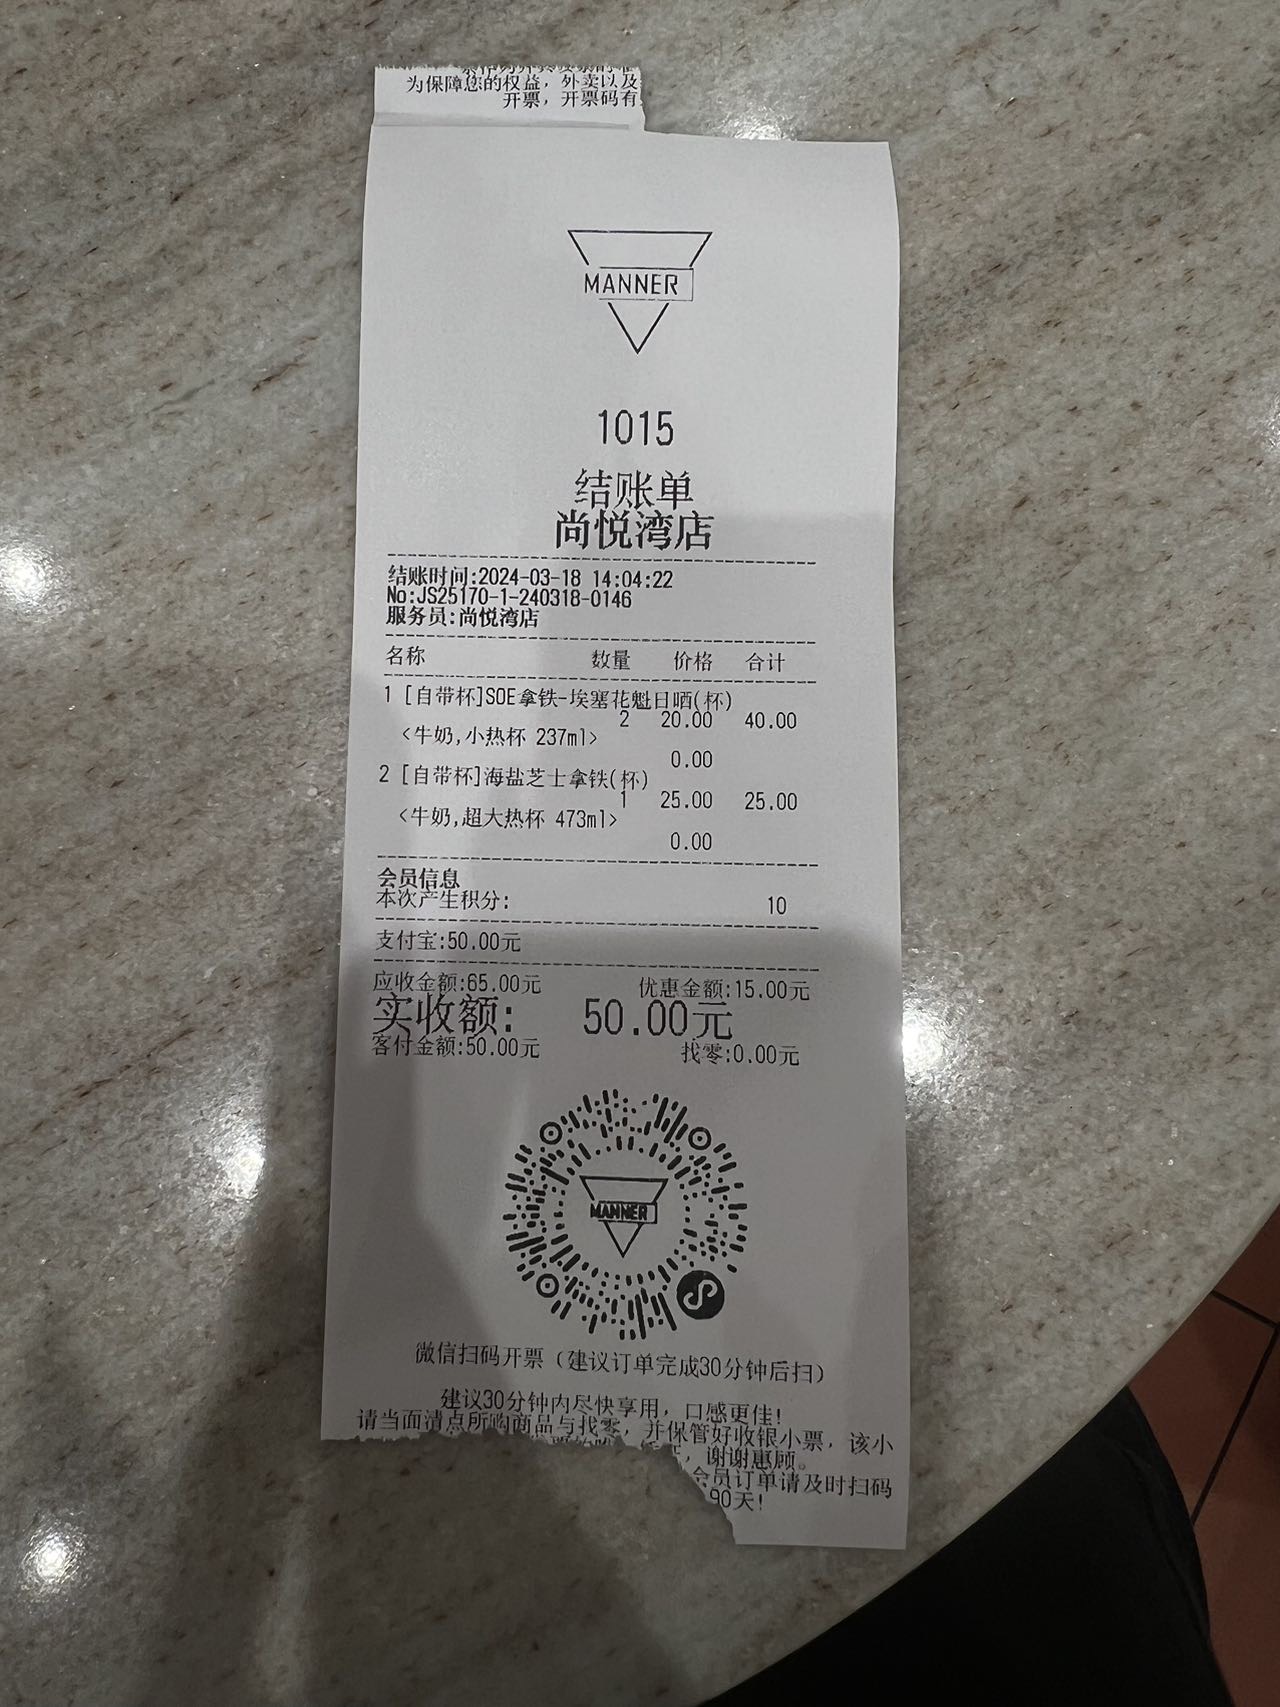 为保障您的权益，外卖以及
开票，开票码有
MANNER
1015
结账单
尚悦湾店
结账时间:2024-03-18 14:04:22
No:JS25170-1-240318-0146
服务员:尚悦湾店
名称 数量 价格 合计
1 [自带杯]SOE拿铁-埃塞花魁日晒(杯)
2 20.00 40.00
<牛奶,小热杯 237ml>
0.00
2 [自带杯]海盐芝士拿铁(杯)
1 25.00 25.00
<牛奶,超大热杯 473ml>
0.00
会员信息
本次产生积分: 10
支付宝:50.00元
应收金额:65.00元 优惠金额:15.00元
实收额: 50.00元
客付金额:50.00元 找零:0.00元
MANNER
微信扫码开票（建议订单完成30分钟后扫）
建议30分钟内尽快享用，口感更佳!
请当面清点所购商品与找零，并保管好收银小票，该小
，谢谢惠顾。
会员订单请及时扫码
90天!